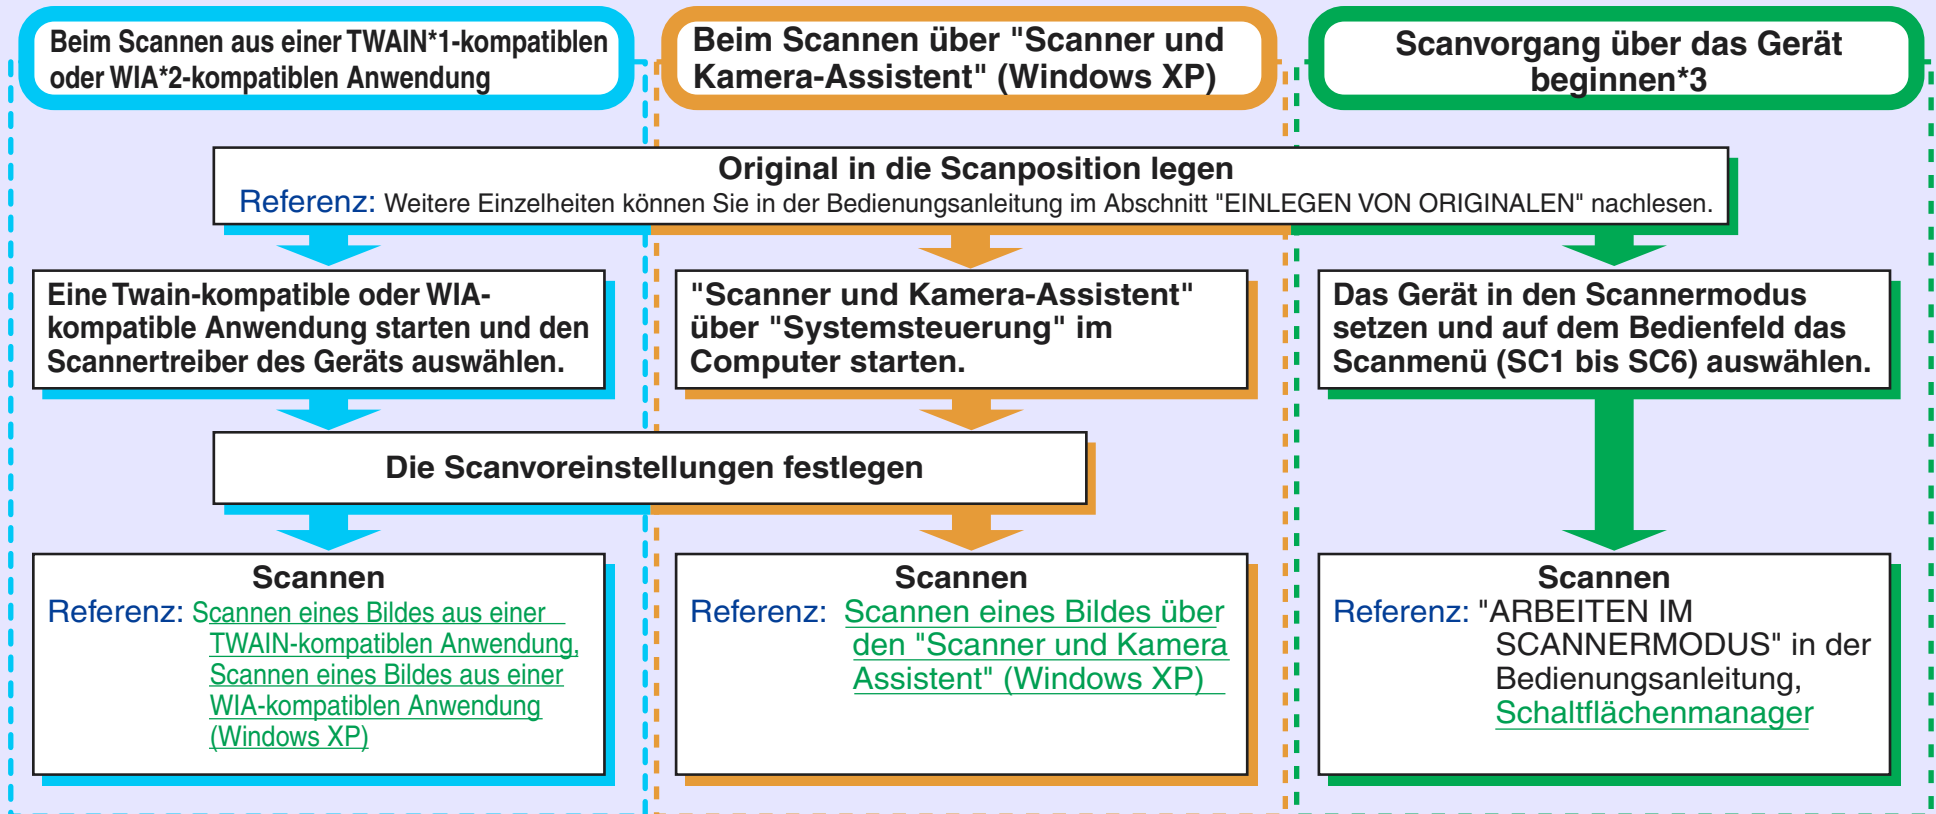 Beim Scannen aus einer TWAIN*1-kompatiblen
oder WIA*2-kompatiblen Anwendung
Beim Scannen über "Scanner und
Kamera-Assistent" (Windows XP)
Scanvorgang über das Gerät
beginnen*3
Original in die Scanposition legen
Referenz: Weitere Einzelheiten können Sie in der Bedienungsanleitung im Abschnitt "EINLEGEN VON ORIGINALEN" nachlesen.
Eine Twain-kompatible oder WIA-
kompatible Anwendung starten und den
Scannertreiber des Geräts auswählen.
"Scanner und Kamera-Assistent"
über "Systemsteuerung" im
Computer starten.
Das Gerät in den Scannermodus
setzen und auf dem Bedienfeld das
Scanmenü (SC1 bis SC6) auswählen.
Die Scanvoreinstellungen festlegen
Scannen
Referenz: Scannen eines Bildes aus einer
TWAIN-kompatiblen Anwendung,
Scannen eines Bildes aus einer
WIA-kompatiblen Anwendung
(Windows XP)
Scannen
Referenz: Scannen eines Bildes über
den "Scanner und Kamera
Assistent" (Windows XP)
Scannen
Referenz: "ARBEITEN IM
SCANNERMODUS" in der
Bedienungsanleitung,
Schaltflächenmanager